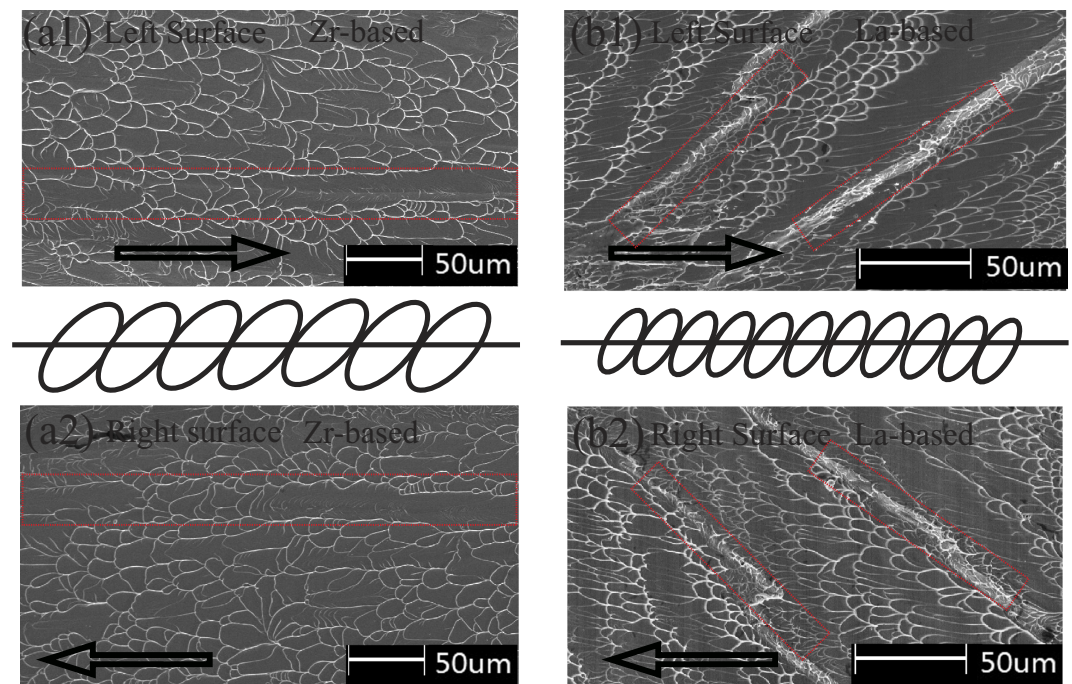 (a1) Left Surface Zr-based
50um
(b1) Left Surface La-based
50um
(a2) Right surface Zr-based
50um
(b2) Right Surface La-based
50um